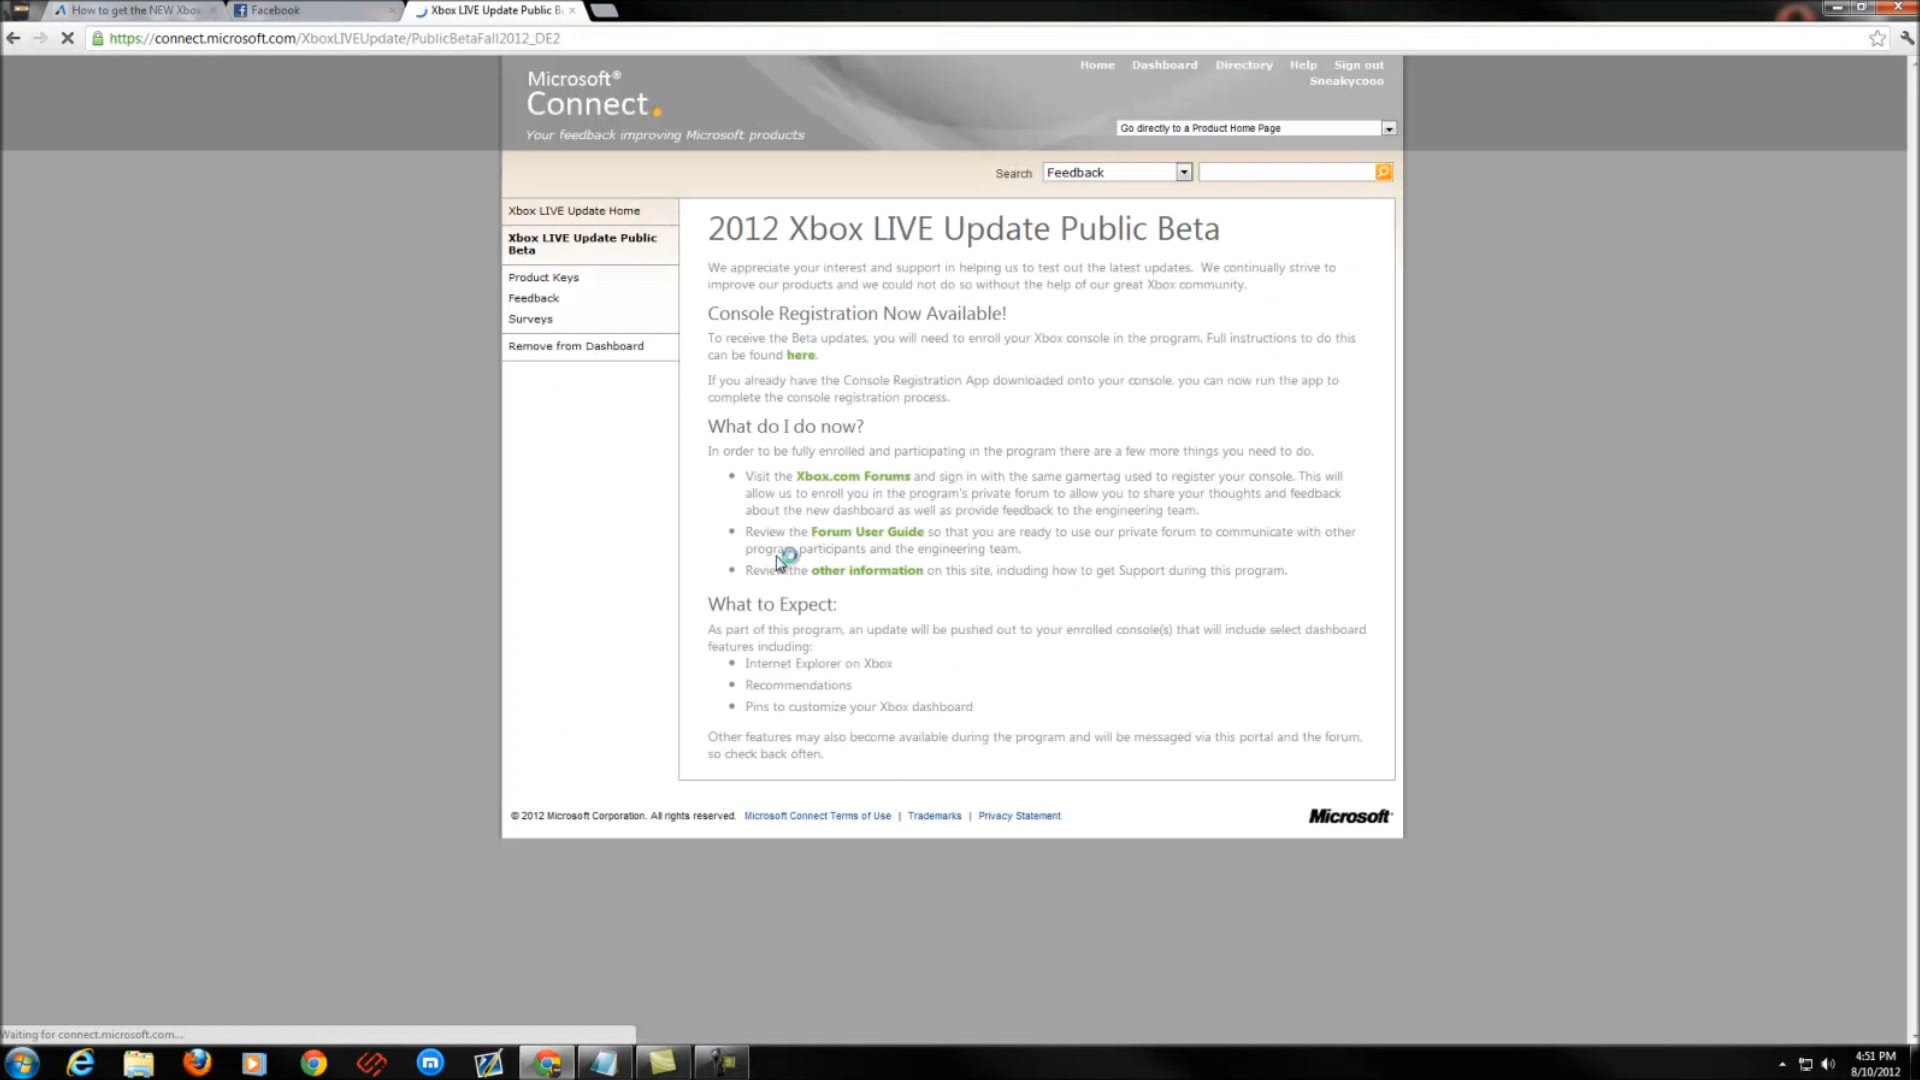 How to get the NEW Xbox
Facebook
Xbox LIVE Update Public B
https://connect.microsoft.com/XboxLIVEUpdate/PublicBetaFall2012_DE2
Home Dashboard Directory Help Sign out
Sneakycooo
Microsoft®
Connect.
Your feedback improving Microsoft products
Go directly to a Product Home Page
Search Feedback
Xbox LIVE Update Home
Xbox LIVE Update Public
Beta
Product Keys
Feedback
Surveys
Remove from Dashboard
2012 Xbox LIVE Update Public Beta
We appreciate your interest and support in helping us to test out the latest updates. We continually strive to
improve our products and we could not do so without the help of our great Xbox community.
Console Registration Now Available!
To receive the Beta updates, you will need to enroll your Xbox console in the program. Full instructions to do this
can be found here.
If you already have the Console Registration App downloaded onto your console, you can now run the app to
complete the console registration process.
What do I do now?
In order to be fully enrolled and participating in the program there are a few more things you need to do.
• Visit the Xbox.com Forums and sign in with the same gamertag used to register your console. This will
allow us to enroll you in the program's private forum to allow you to share your thoughts and feedback
about the new dashboard as well as provide feedback to the engineering team.
• Review the Forum User Guide so that you are ready to use our private forum to communicate with other
program participants and the engineering team.
• Review the other information on this site, including how to get Support during this program.
What to Expect:
As part of this program, an update will be pushed out to your enrolled console(s) that will include select dashboard
features including:
• Internet Explorer on Xbox
• Recommendations
• Pins to customize your Xbox dashboard
Other features may also become available during the program and will be messaged via this portal and the forum,
so check back often.
© 2012 Microsoft Corporation. All rights reserved. Microsoft Connect Terms of Use | Trademarks | Privacy Statement
Microsoft
Waiting for connect.microsoft.com...
4:51 PM
8/10/2012